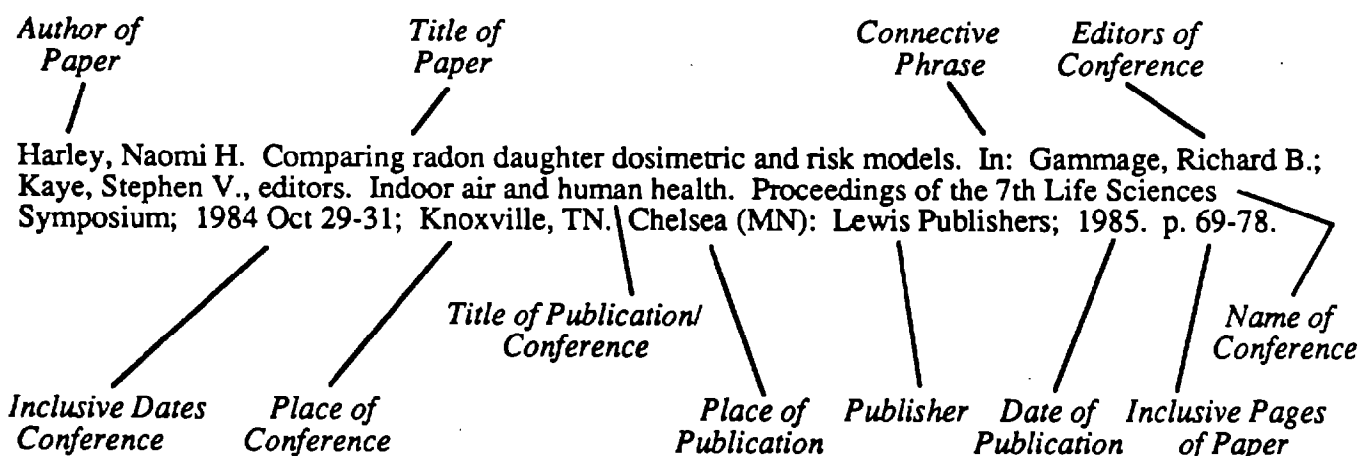 Author of Paper
Title of Paper
Connective Phrase
Editors of Conference
Harley, Naomi H. Comparing radon daughter dosimetric and risk models. In: Gammage, Richard B.;
Kaye, Stephen V., editors. Indoor air and human health. Proceedings of the 7th Life Sciences
Symposium; 1984 Oct 29-31; Knoxville, TN. Chelsea (MN): Lewis Publishers; 1985. p. 69-78.
Title of Publication/
Conference
Name of
Conference
Inclusive Dates
Conference
Place of
Conference
Place of
Publication
Publisher
Date of
Publication
Inclusive Pages
of Paper